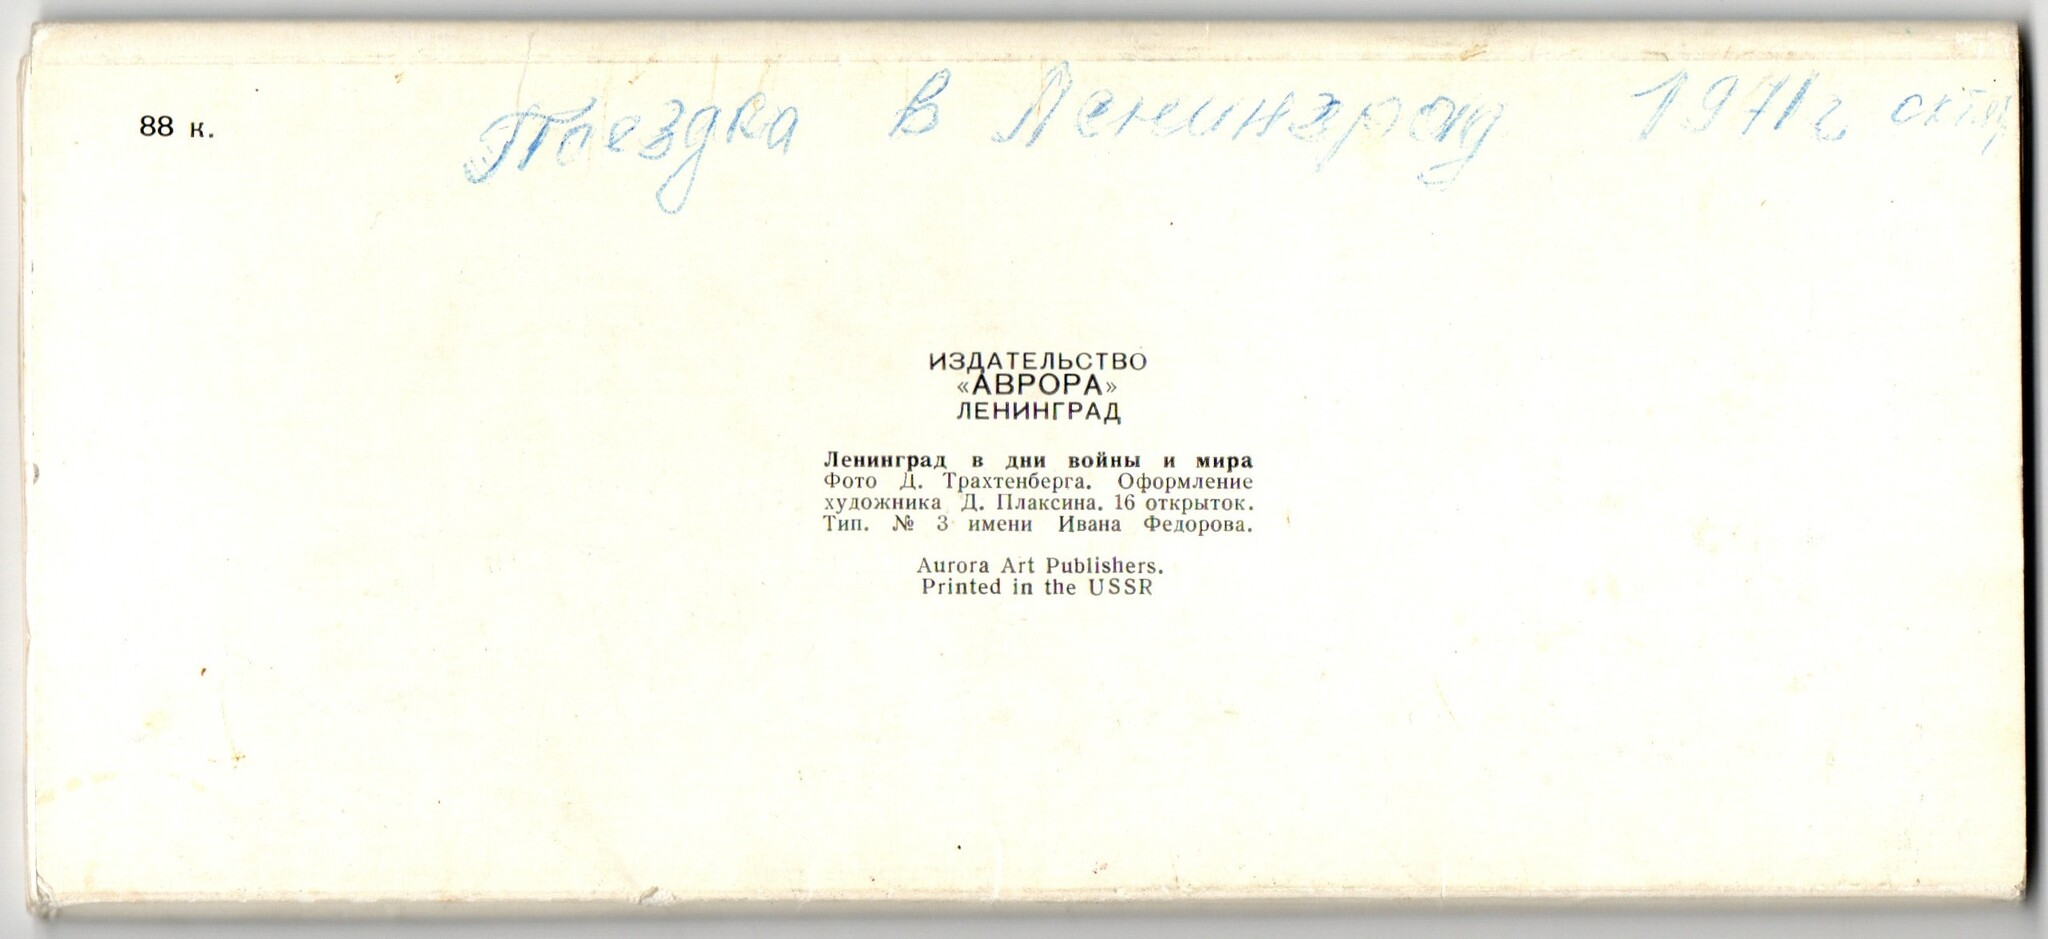 Поездка в Ленинград 1971г октяб
88 к.
ИЗДАТЕЛЬСТВО
«АВРОРА»
ЛЕНИНГРАД
Ленинград в дни войны и мира
Фото Д. Трахтенберга. Оформление
художника Д. Плаксина. 16 открыток.
Тип. № 3 имени Ивана Федорова.
Aurora Art Publishers.
Printed in the USSR